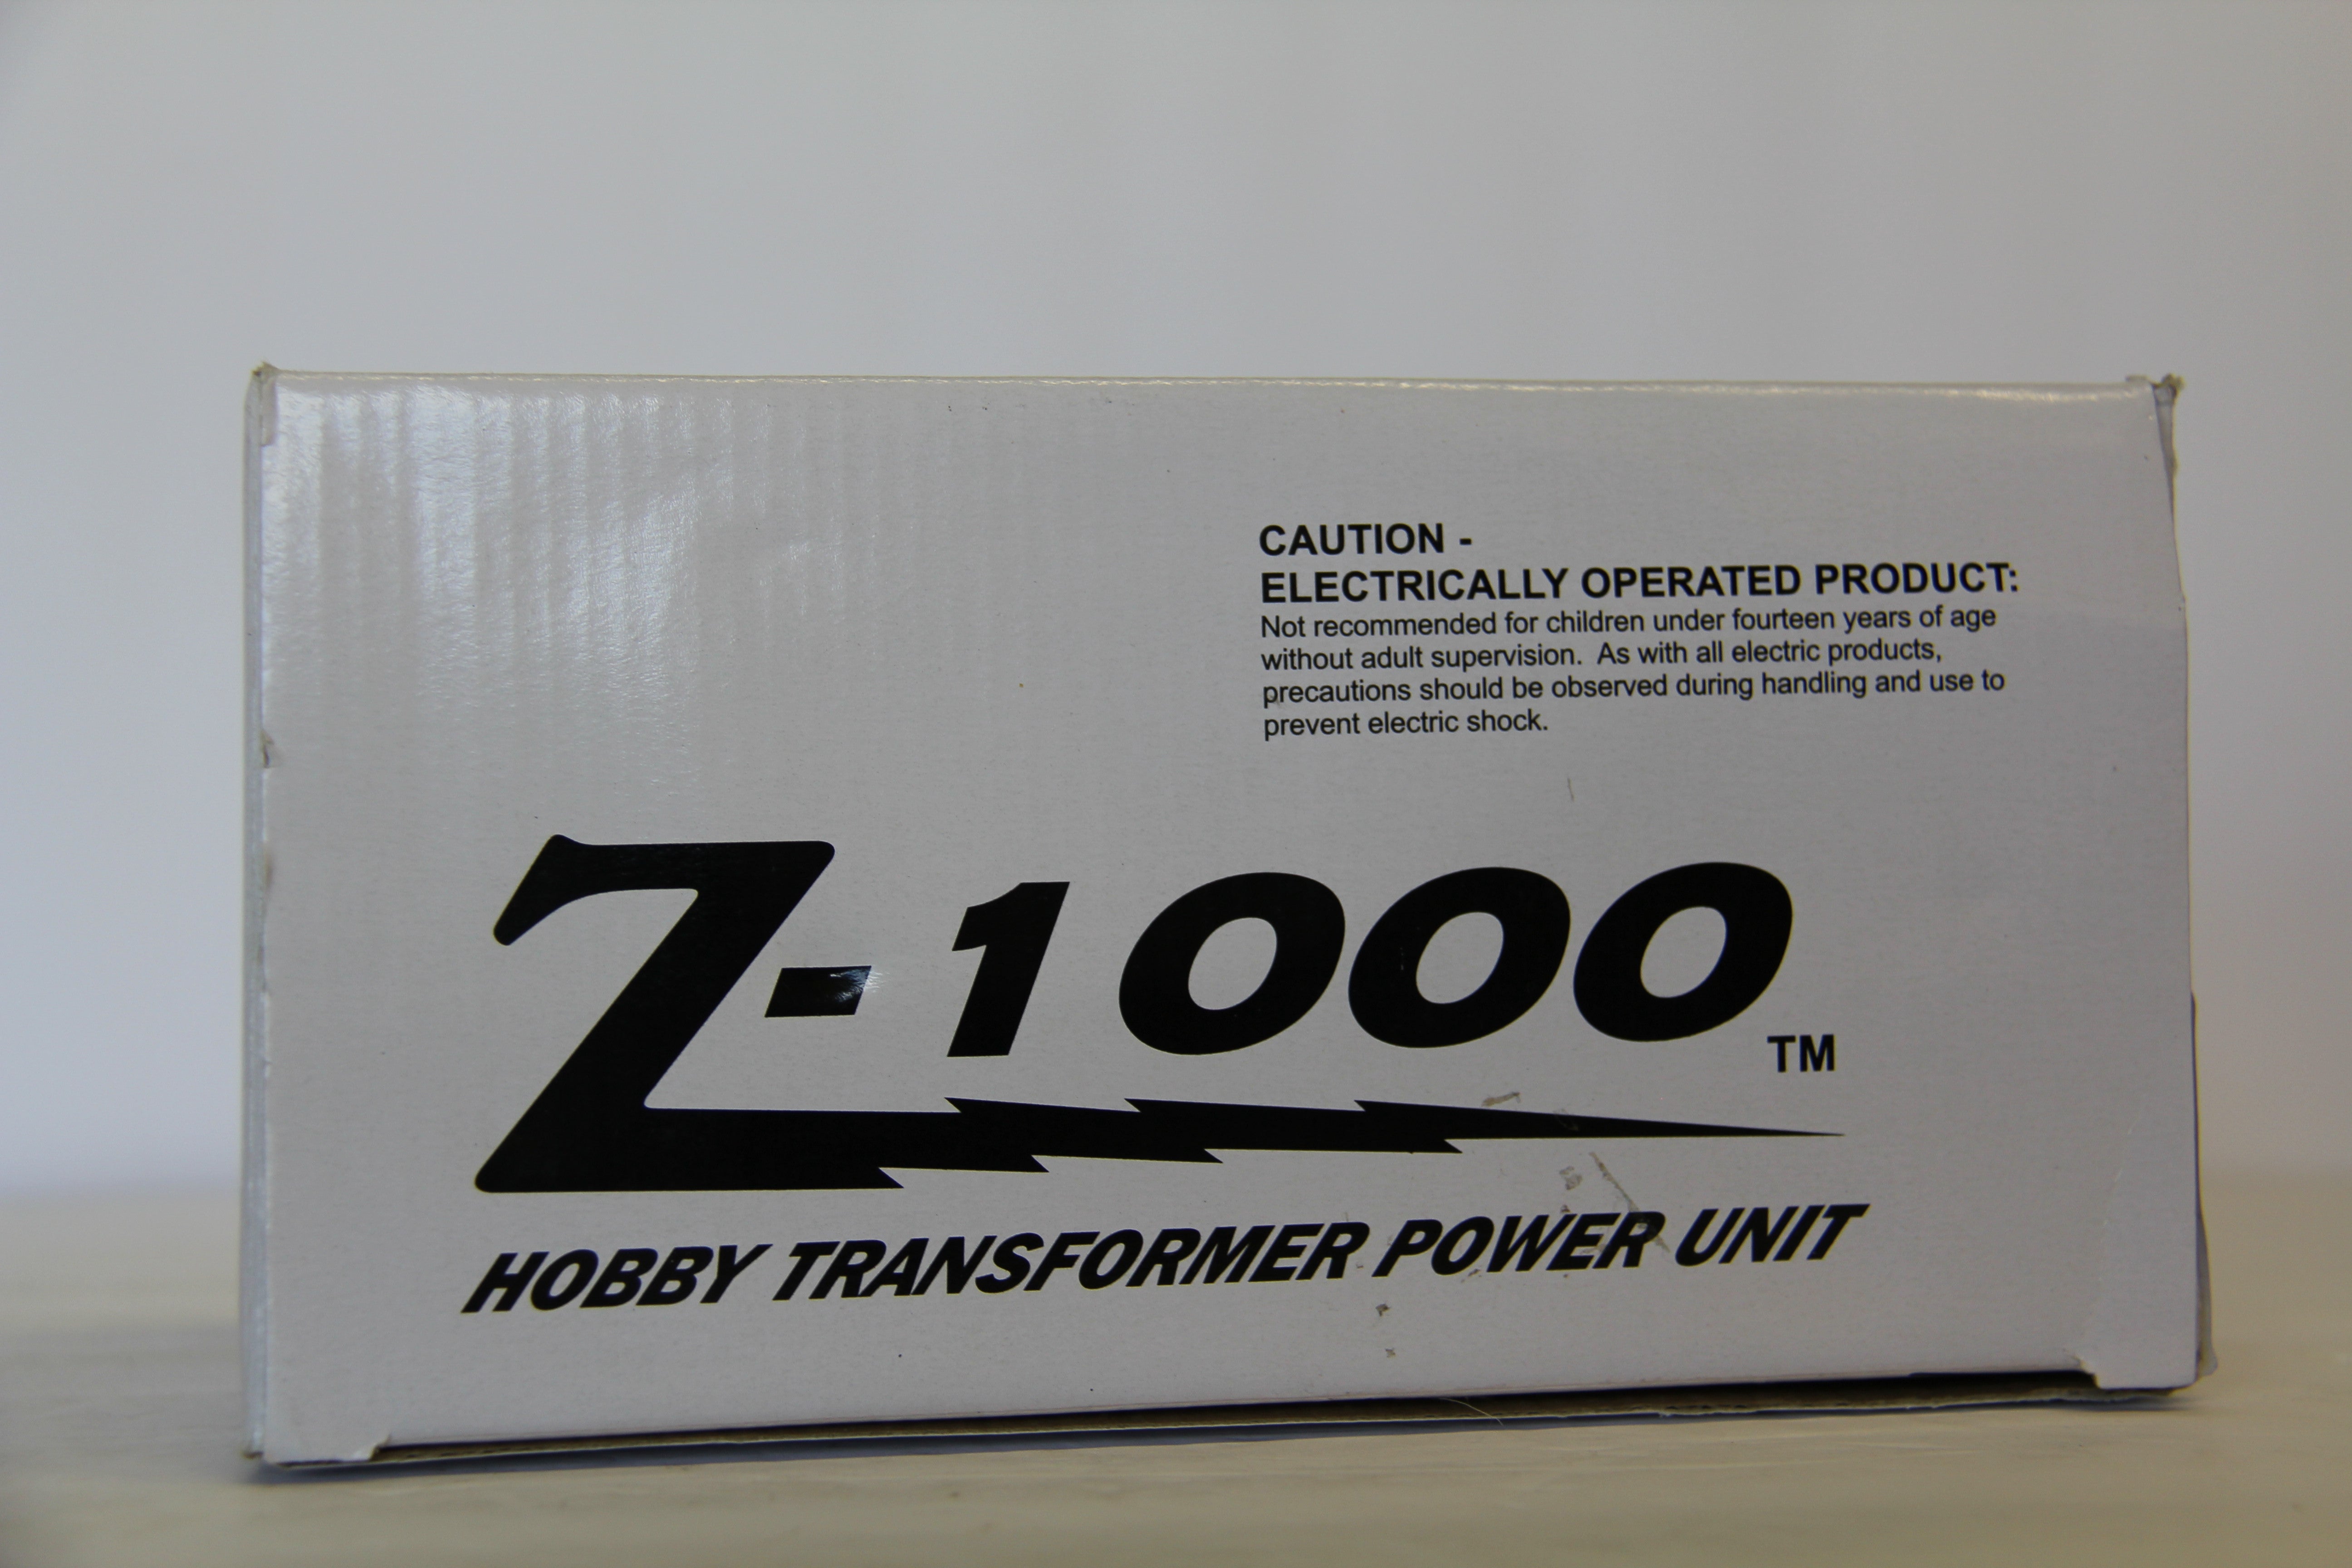 CAUTION -
ELECTRICALLY OPERATED PRODUCT:
Not recommended for children under fourteen years of age
without adult supervision.  As with all electric products,
precautions should be observed during handling and use to
prevent electric shock.
Z-1000 TM
HOBBY TRANSFORMER POWER UNIT